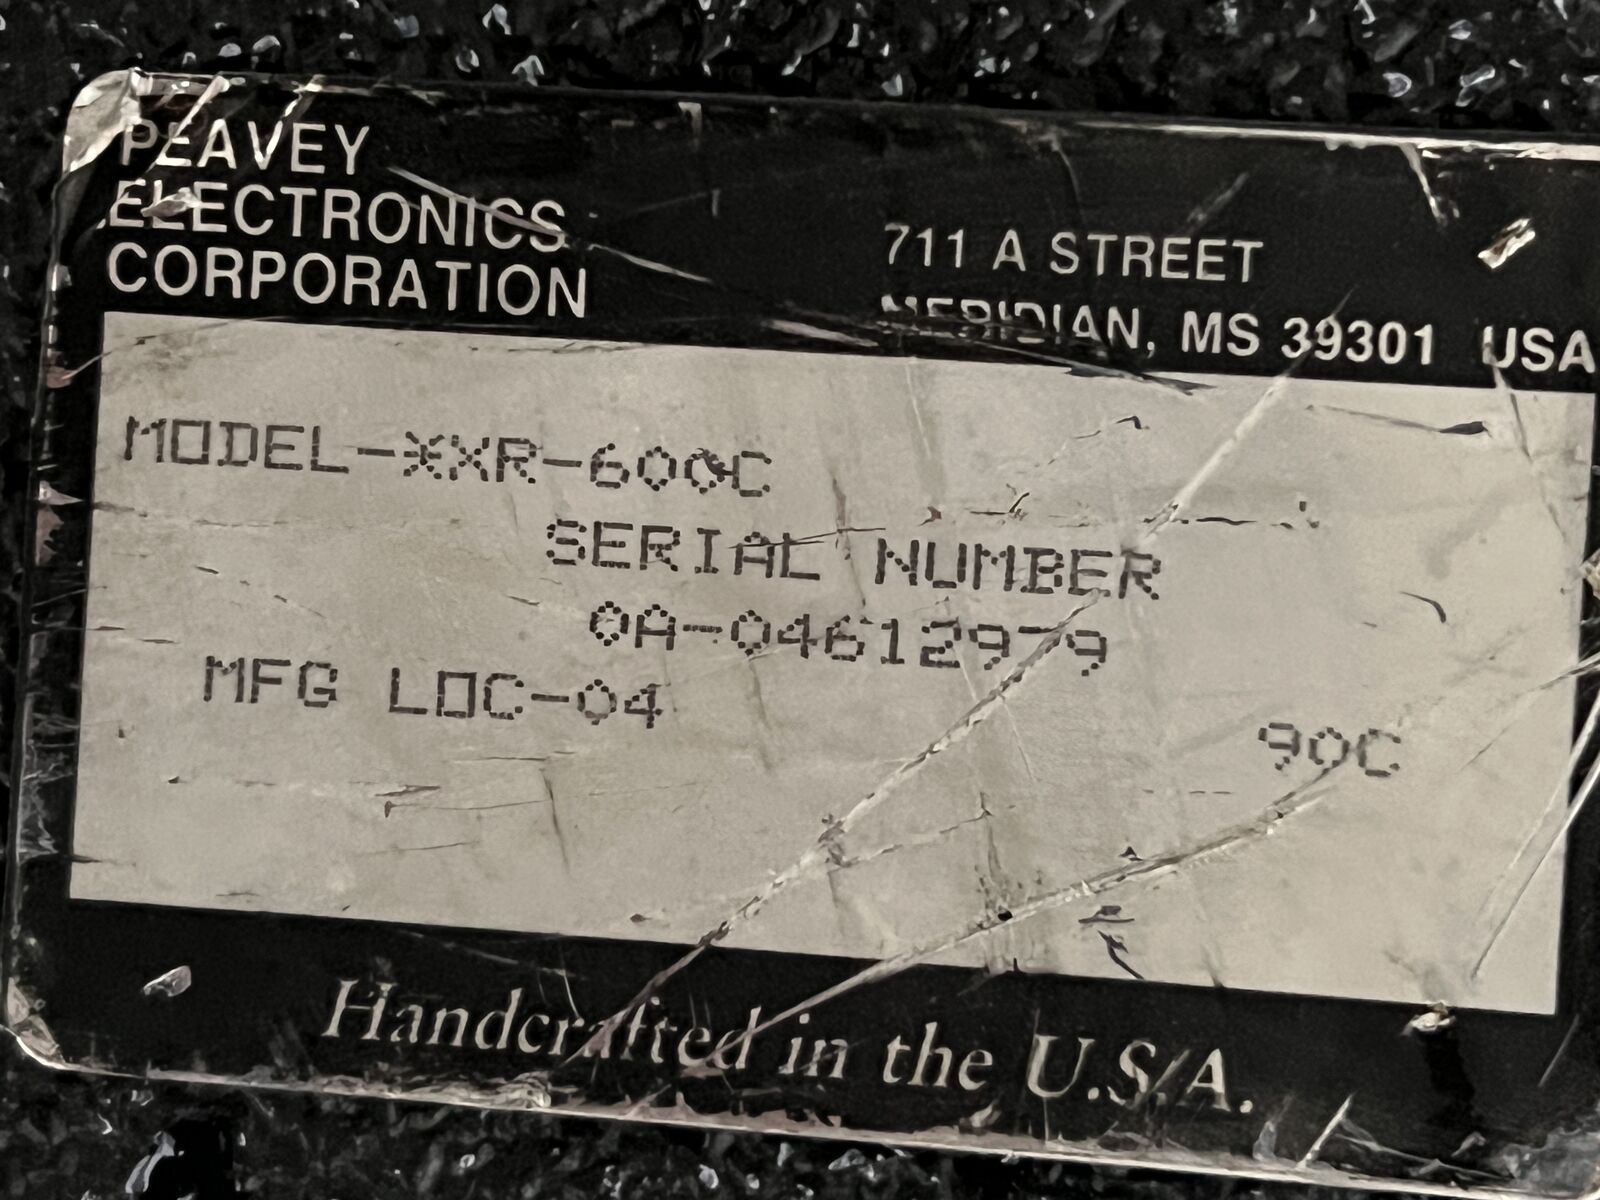 PEAVEY
ELECTRONICS
CORPORATION
711 A STREET
MERIDIAN, MS 39301 USA
MODEL-XXR-600C
SERIAL NUMBER
0A-04612979
MFG LOC-04
90C
Handcrafted in the U.S.A.